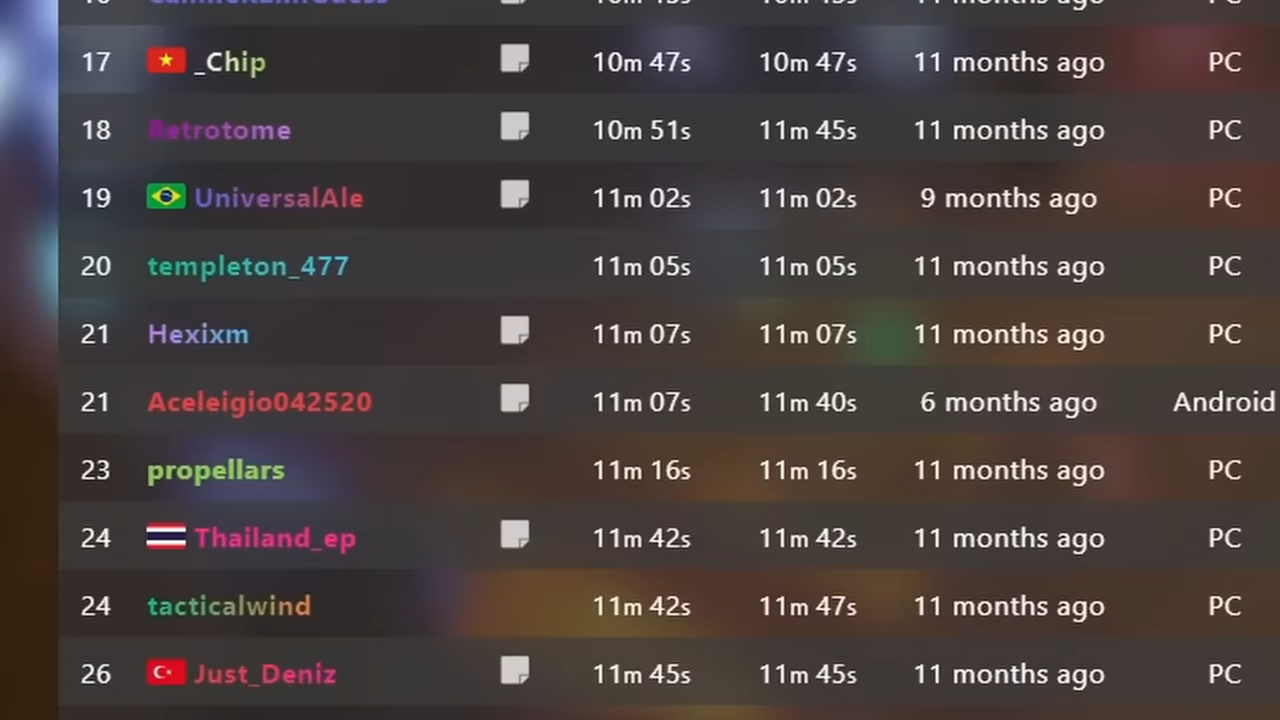 17 _Chip 10m 47s 10m 47s 11 months ago PC
18 Retrotome 10m 51s 11m 45s 11 months ago PC
19 UniversalAle 11m 02s 11m 02s 9 months ago PC
20 templeton_477 11m 05s 11m 05s 11 months ago PC
21 Hexixm 11m 07s 11m 07s 11 months ago PC
21 Aceleigio042520 11m 07s 11m 40s 6 months ago Android
23 propellars 11m 16s 11m 16s 11 months ago PC
24 Thailand_ep 11m 42s 11m 42s 11 months ago PC
24 tacticalwind 11m 42s 11m 47s 11 months ago PC
26 Just_Deniz 11m 45s 11m 45s 11 months ago PC